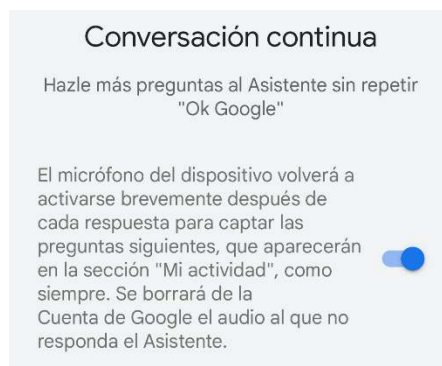 Conversación continua
Hazle más preguntas al Asistente sin repetir
"Ok Google"
El micrófono del dispositivo volverá a
activarse brevemente después de
cada respuesta para captar las
preguntas siguientes, que aparecerán
en la sección "Mi actividad", como
siempre. Se borrará de la
Cuenta de Google el audio al que no
responda el Asistente.